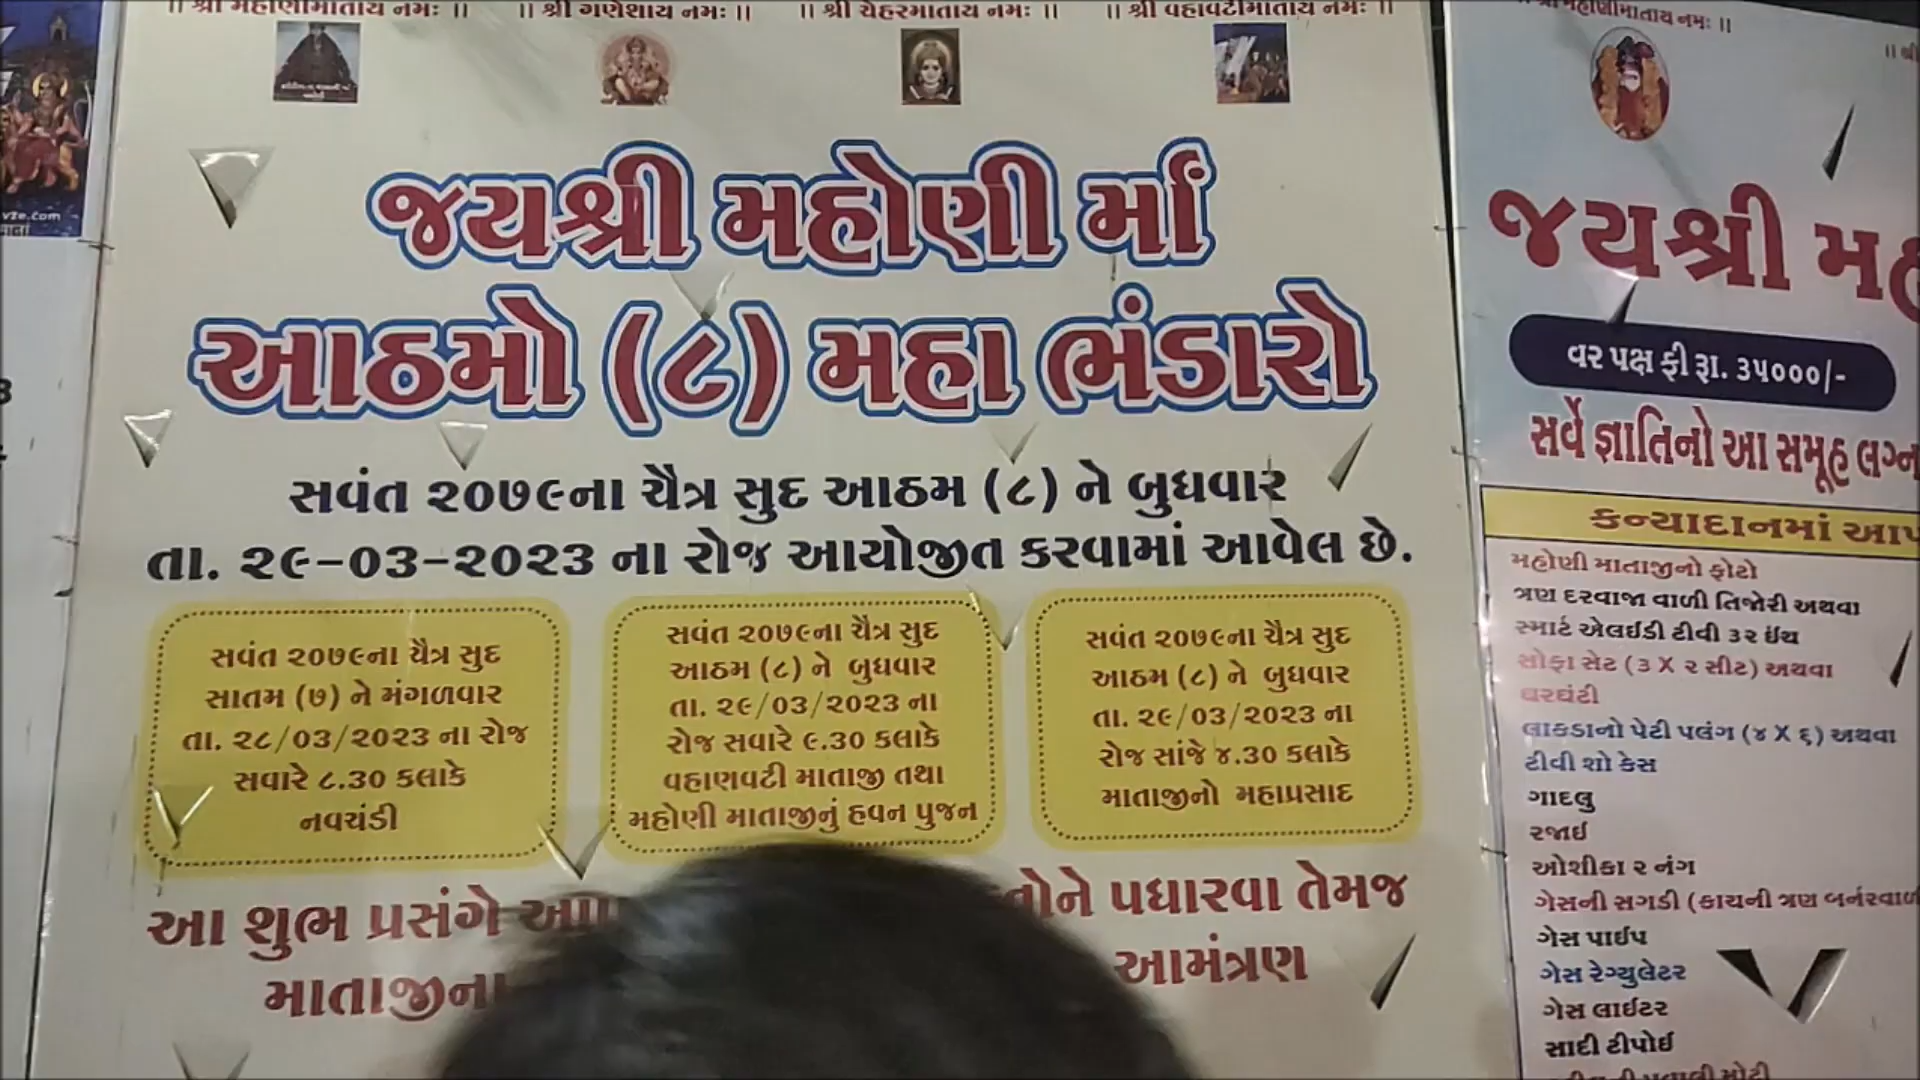 || શ્રી મહોણીમાતાય નમઃ ||
|| શ્રી ગણેશાય નમઃ ||
|| શ્રી ચેહરમાતાય નમઃ ||
|| શ્રી વહાવટીમાતાય નમઃ ||
જયશ્રી મહોણી માઁ
આઠમો (૮) મહા ભંડારો
સવંત ૨૦૭૯ના ચૈત્ર સુદ આઠમ (૮) ને બુધવાર
તા. ૨૯-૦૩-૨૦૨૩ ના રોજ આયોજીત કરવામાં આવેલ છે.
સવંત ૨૦૭૯ના ચૈત્ર સુદ
સાતમ (૭) ને મંગળવાર
તા. ૨૮/૦૩/૨૦૨૩ ના રોજ
સવારે ૮.૩૦ કલાકે
નવચંડી
સવંત ૨૦૭૯ના ચૈત્ર સુદ
આઠમ (૮) ને બુધવાર
તા. ૨૯/૦૩/૨૦૨૩ ના
રોજ સવારે ૯.૩૦ કલાકે
વહાણવટી માતાજી તથા
મહોણી માતાજીનું હવન પુજન
સવંત ૨૦૭૯ના ચૈત્ર સુદ
આઠમ (૮) ને બુધવાર
તા. ૨૯/૦૩/૨૦૨૩ ના
રોજ સાંજે ૪.૩૦ કલાકે
માતાજીનો મહાપ્રસાદ
આ શુભ પ્રસંગે પધારવા તેમજ
માતાજીના આમંત્રણ
શ્રી મહોણીમાતાય નમઃ ||
|| શ્રી
જયશ્રી મહ
વર પક્ષ ફી રૂા. ૩૫૦૦૦/-
સર્વે જ્ઞાતિનો આ સમૂહ લગ્ન
કન્યાદાનમાં આપ
મહોણી માતાજીનો ફોટો
ત્રણ દરવાજા વાળી તિજોરી અથવા
સ્માર્ટ એલઈડી ટીવી ૩૨ ઈંચ
સોફા સેટ (૩ X ૨ સીટ) અથવા
ઘરઘંટી
લાકડાનો પેટી પલંગ (૪ X ૬) અથવા
ટીવી શો કેસ
ગાદલુ
રજાઈ
ઓશીકા ૨ નંગ
ગેસની સગડી (કાચની ત્રણ બર્નરવાળ
ગેસ પાઈપ
ગેસ રેગ્યુલેટર
ગેસ લાઈટર
સાદી ટીપોઈ